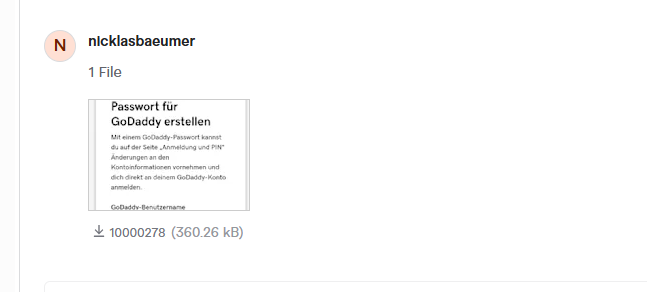 N
nicklasbaeumer
1 File
Passwort für
GoDaddy erstellen
Mit einem GoDaddy-Passwort kannst
du auf der Seite „Anmeldung und PIN"
Änderungen an den
Kontoinformationen vornehmen und
dich direkt an deinem GoDaddy-Konto
anmelden.
GoDaddy-Benutzername
10000278 (360.26 kB)